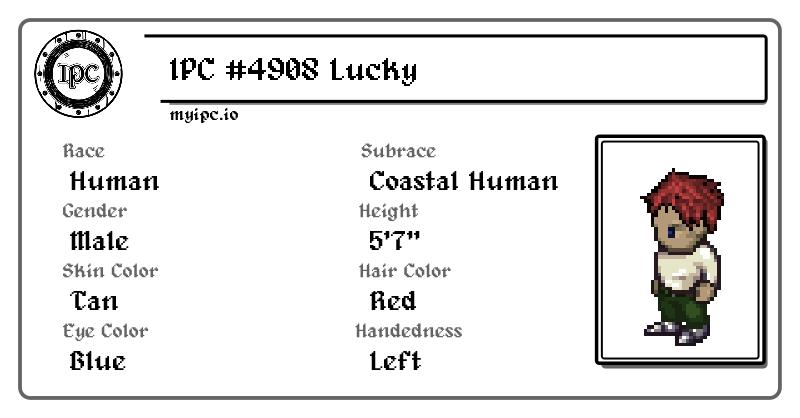 IPC
IPC #4908 Lucky
myipc.io
Race
Human
Subrace
Coastal Human
Gender
Male
Height
5'7"
Skin Color
Tan
Hair Color
Red
Eye Color
Blue
Handedness
Left